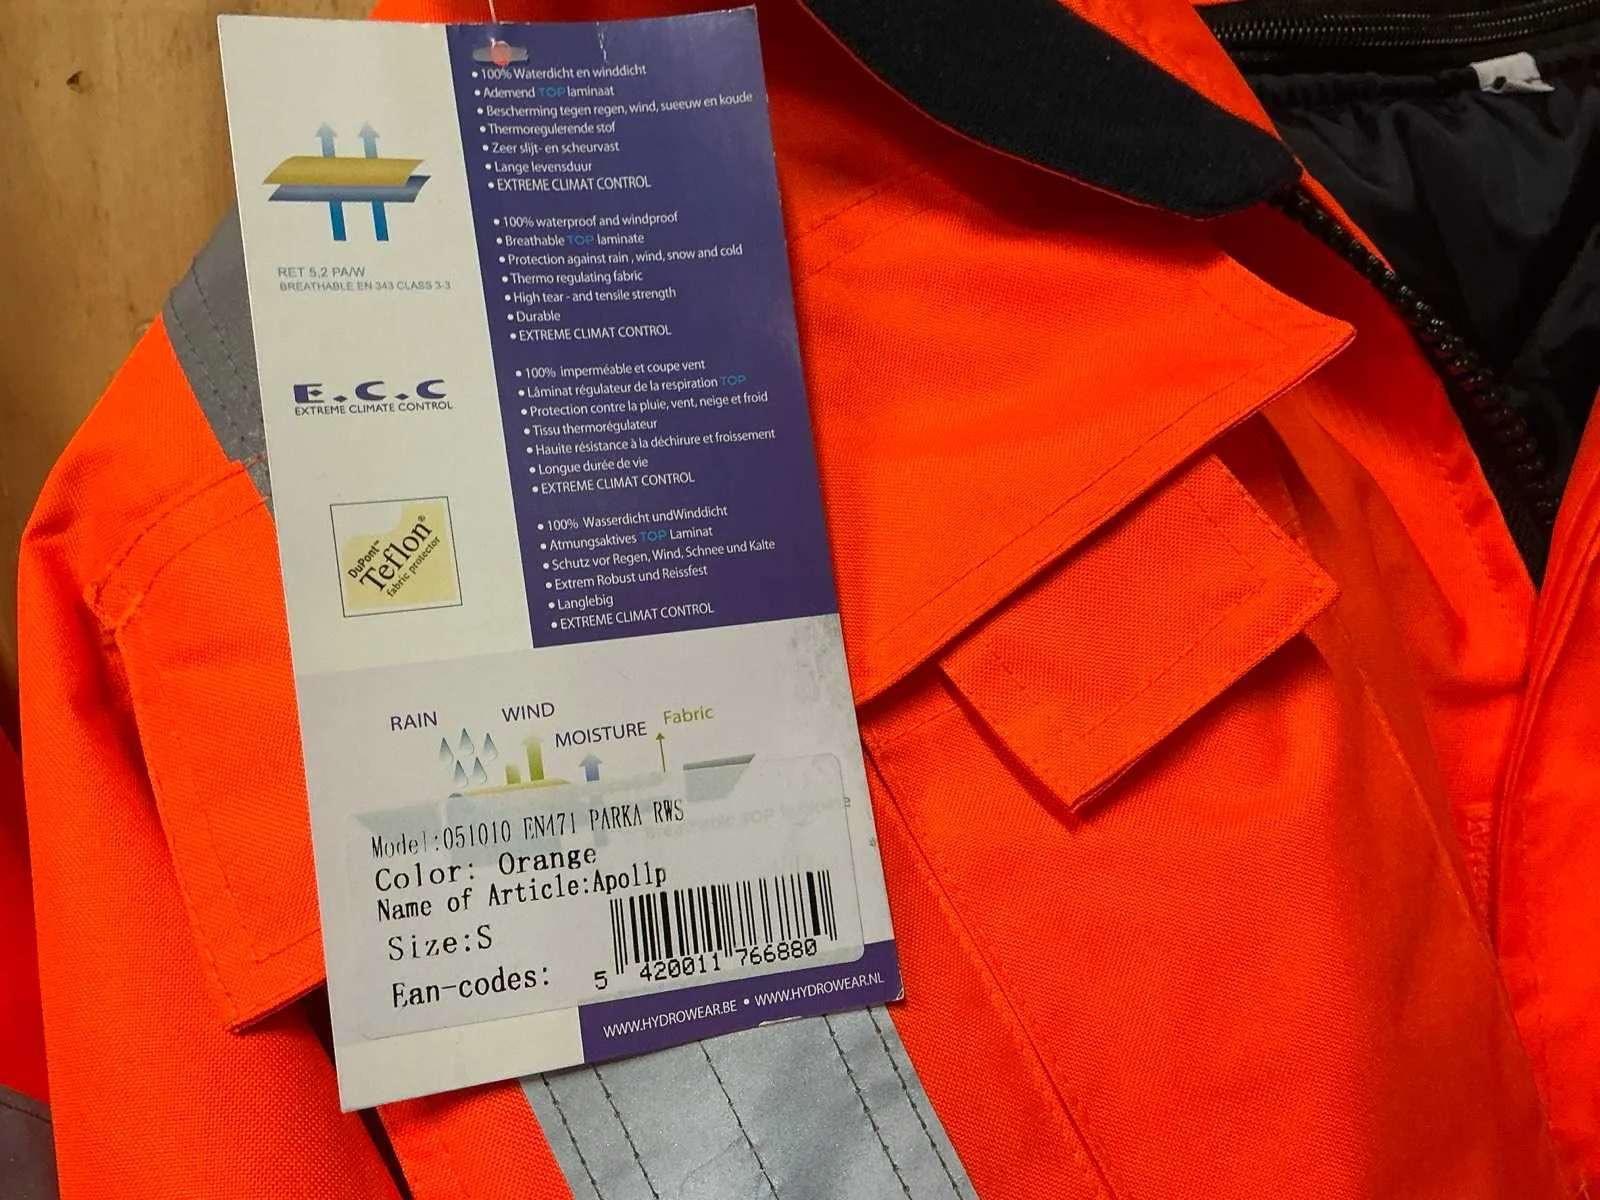 • 100% Waterdicht en winddicht
• Ademend TOP laminaat
• Bescherming tegen regen, wind, sueeuw en koude
• Thermoregulerende stof
• Zeer slijt- en scheurvast
• Lange levensduur
• EXTREME CLIMAT CONTROL
• 100% waterproof and windproof
• Breathable TOP laminate
• Protection against rain , wind, snow and cold
• Thermo regulating fabric
• High tear - and tensile strength
• Durable
• EXTREME CLIMAT CONTROL
• 100% imperméable et coupe vent
• Lâminat régulateur de la respiration TOP
• Protection contre la pluie, vent, neige et froid
• Tissu thermorégulateur
• Hauite résistance à la déchirure et froissement
• Longue durée de vie
• EXTREME CLIMAT CONTROL
• 100% Wasserdicht undWinddicht
• Atmungsaktives TOP Laminat
• Schutz vor Regen, Wind, Schnee und Kalte
• Extrem Robust und Reissfest
• Langlebig
• EXTREME CLIMAT CONTROL
RET 5,2 PA/W
BREATHABLE EN 343 CLASS 3-3
E.C.C
EXTREME CLIMATE CONTROL
DuPont™
Teflon®
fabric protector
RAIN
WIND
MOISTURE
Fabric
Model:051010 EN471 PARKA RWS
Color: Orange
Name of Article:Apollp
Size:S
Ean-codes:
5 420011 766880
WWW.HYDROWEAR.BE • WWW.HYDROWEAR.NL